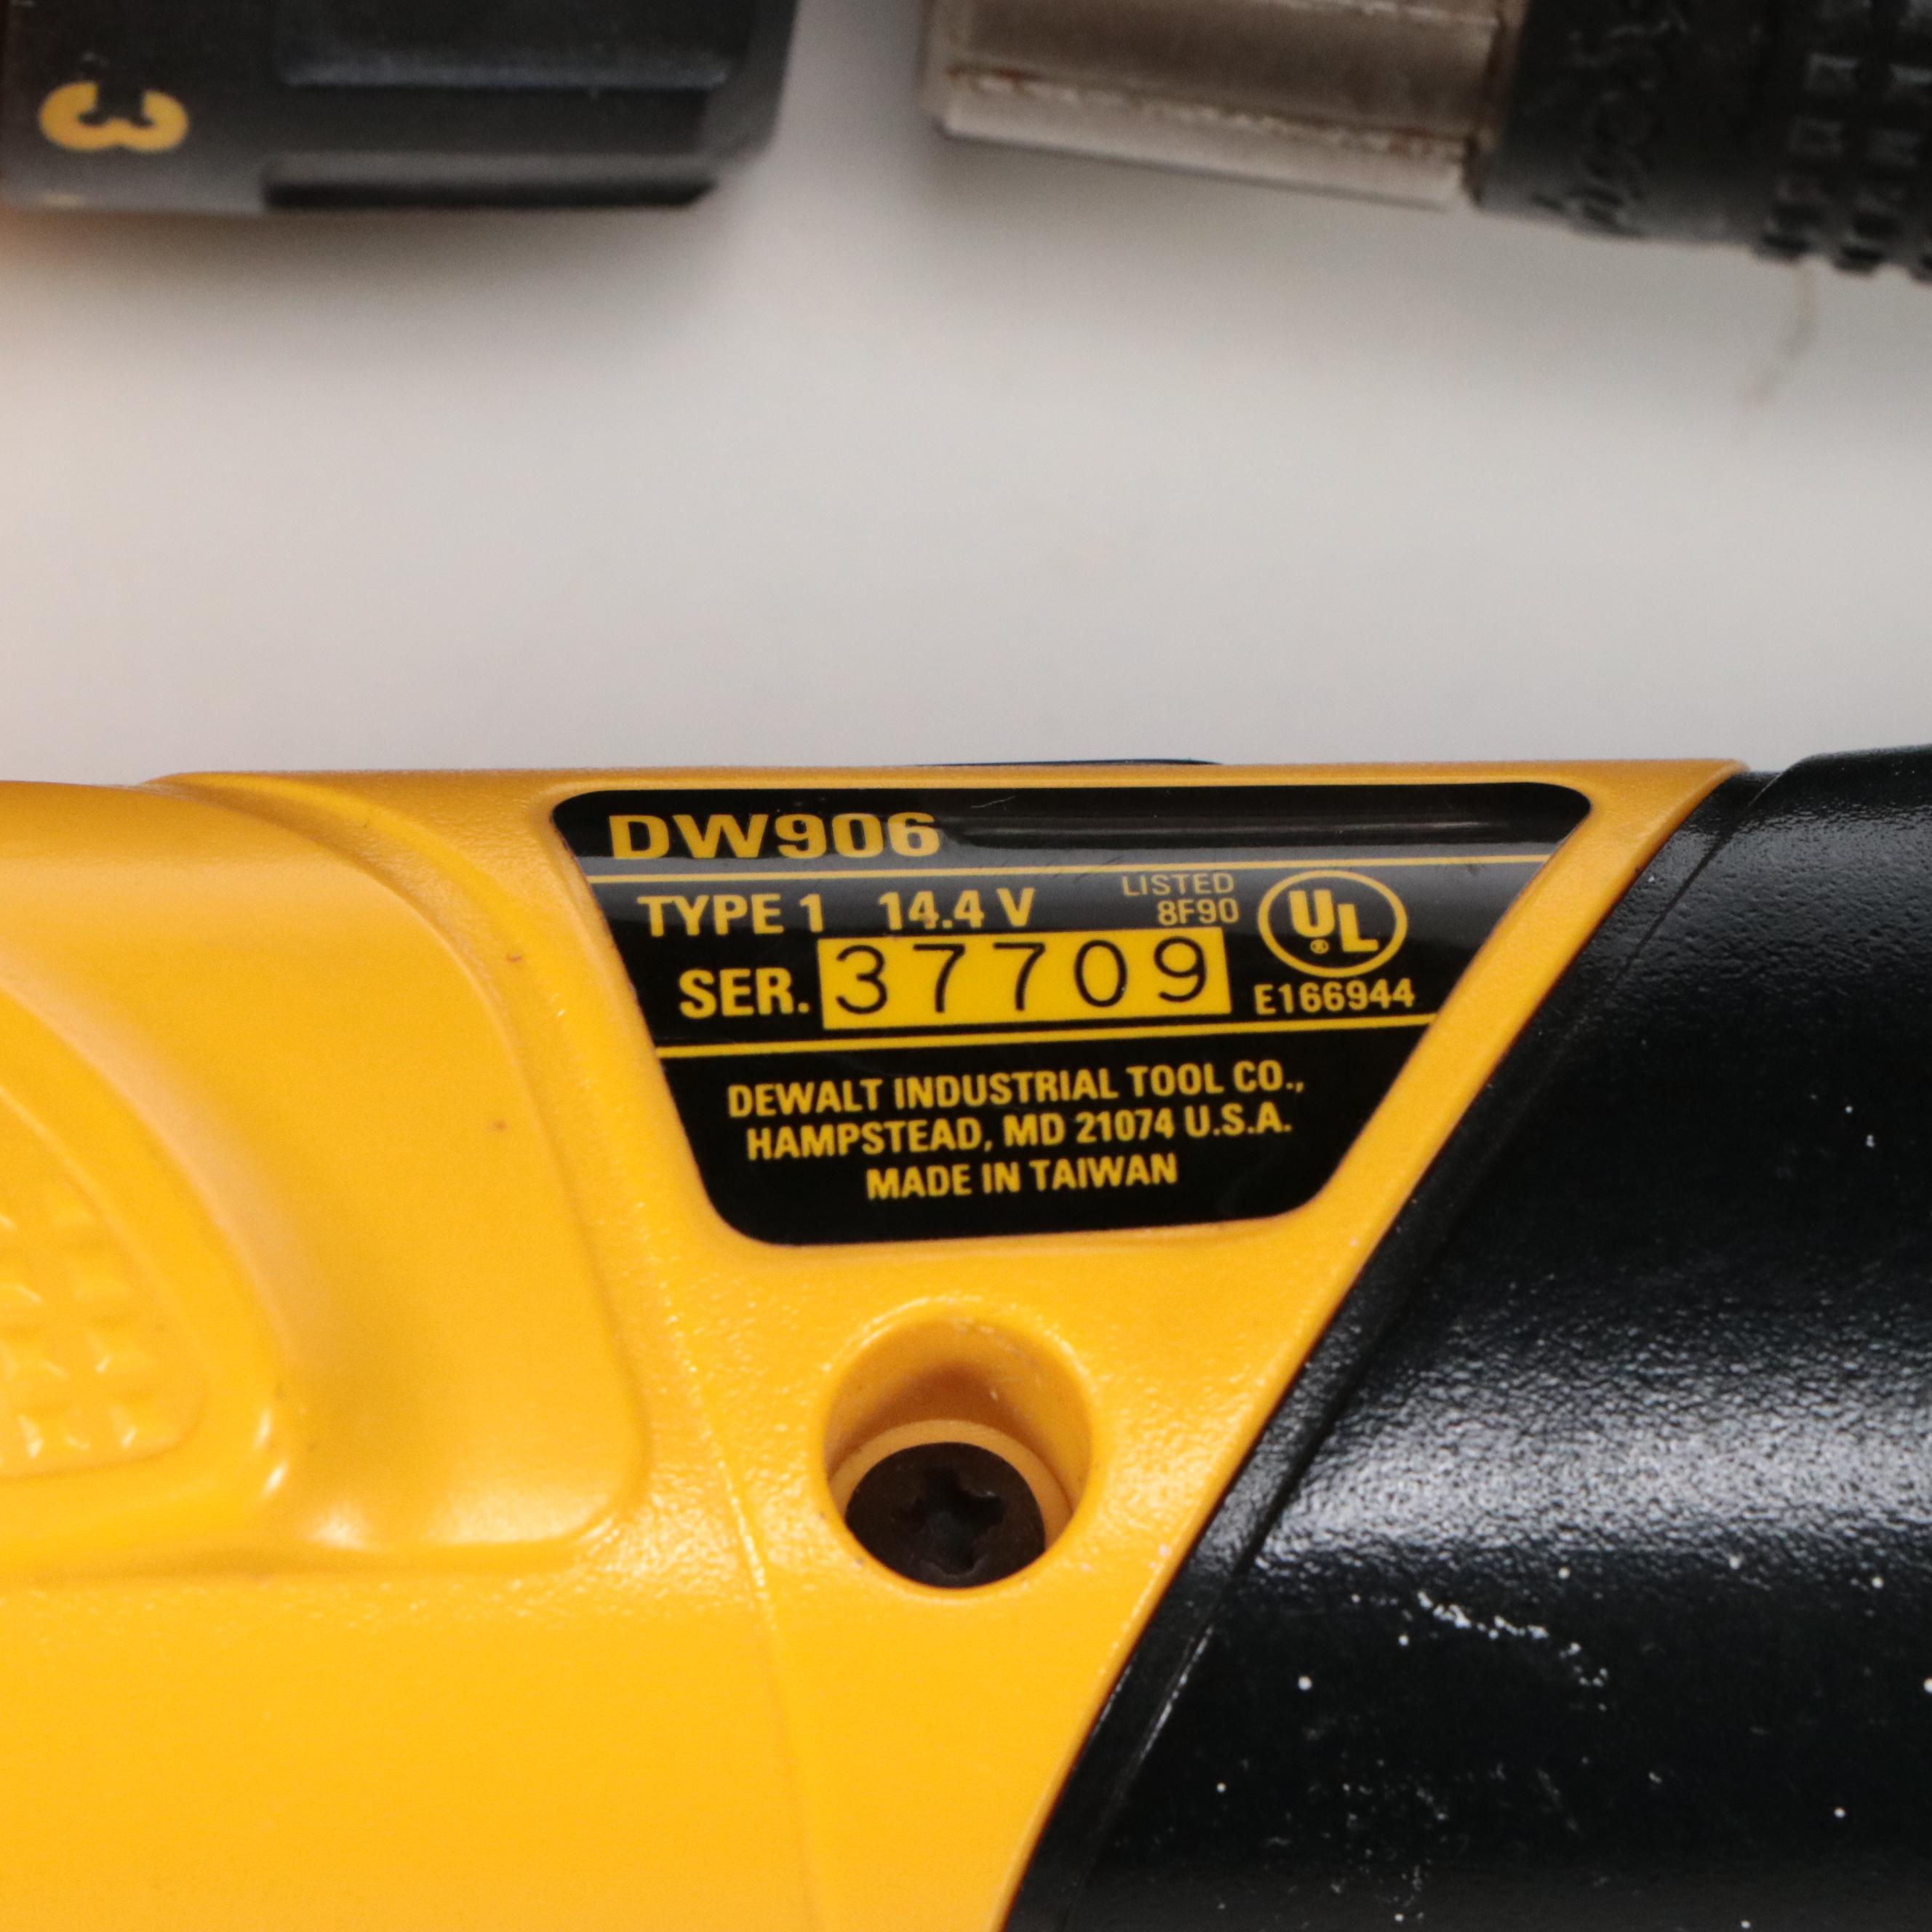 3
DW906
TYPE 1 14.4 V LISTED 8F90 UL ®
SER. 37709 E166944
DEWALT INDUSTRIAL TOOL CO.,
HAMPSTEAD, MD 21074 U.S.A.
MADE IN TAIWAN